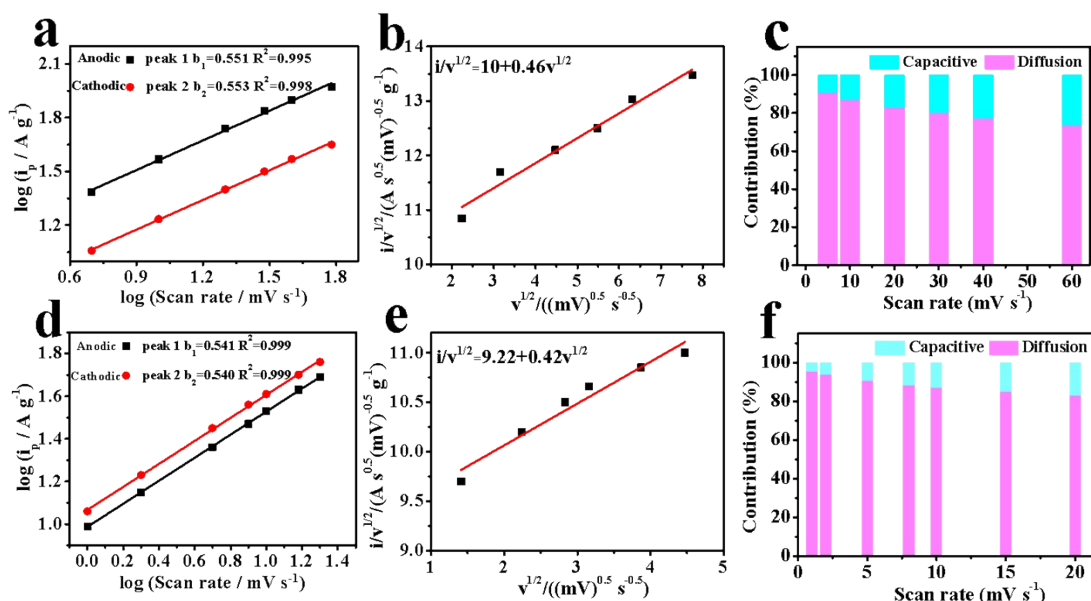 a
Anodic peak 1 b₁=0.551 R²=0.995
Cathodic peak 2 b₂=0.553 R²=0.998
log (iₚ / A g⁻¹)
2.1
1.8
1.5
1.2
0.6 0.9 1.2 1.5 1.8
log (Scan rate / mV s⁻¹)
b
i/v¹/²=10+0.46v¹/²
i/v¹/²/(A s⁰·⁵(mV)⁻⁰·⁵ g⁻¹)
14
13
12
11
10
2 3 4 5 6 7 8
v¹/²/((mV)⁰·⁵ s⁻⁰·⁵)
c
Capacitive Diffusion
Contribution (%)
100
80
60
40
20
0
10 20 30 40 50 60
Scan rate (mV s⁻¹)
d
Anodic peak 1 b₁=0.541 R²=0.999
Cathodic peak 2 b₂=0.540 R²=0.999
log (iₚ / A g⁻¹)
1.8
1.6
1.4
1.2
1.0
0.0 0.2 0.4 0.6 0.8 1.0 1.2 1.4
log (Scan rate / mV s⁻¹)
e
i/v¹/²=9.22+0.42v¹/²
i/v¹/²/(A s⁰·⁵(mV)⁻⁰·⁵ g⁻¹)
11.0
10.5
10.0
9.5
9.0
1 2 3 4 5
v¹/²/((mV)⁰·⁵ s⁻⁰·⁵)
f
Capacitive Diffusion
Contribution (%)
100
80
60
40
20
0
0 5 10 15 20
Scan rate (mV s⁻¹)